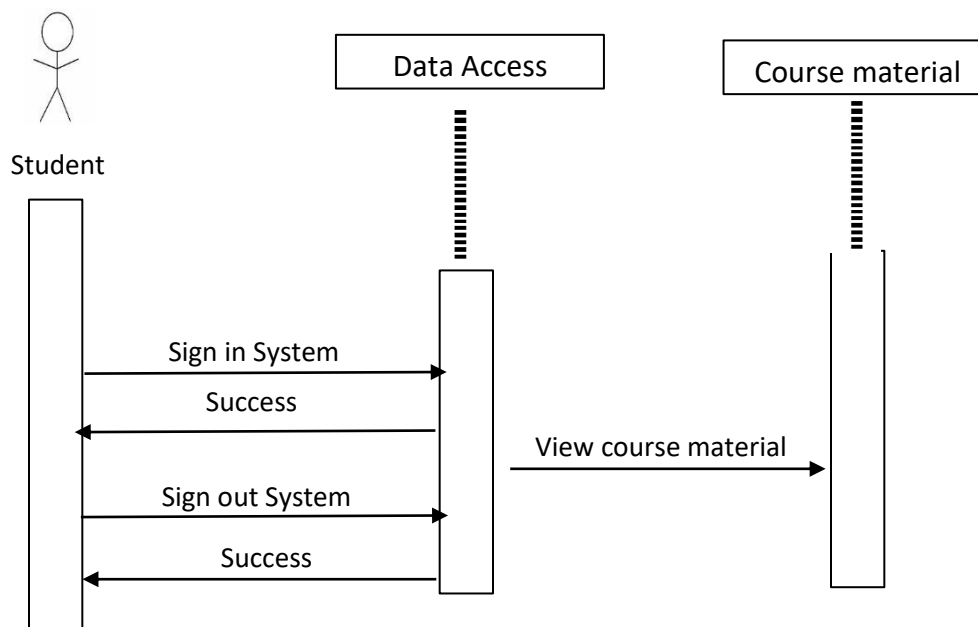 Data Access
Course material
Student
Sign in System
Success
View course material
Sign out System
Success